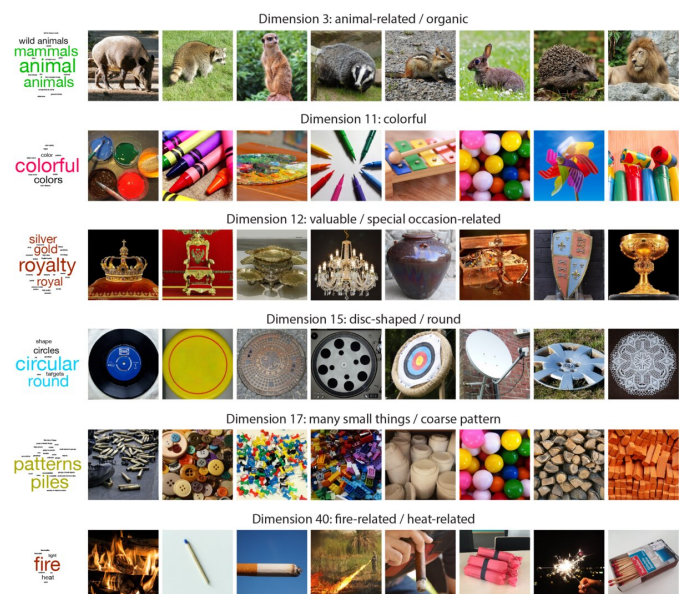 Dimension 3: animal-related / organic
wild animals
mammals
animal
animals
Dimension 11: colorful
color
colorful
colors
Dimension 12: valuable / special occasion-related
silver
gold
royalty
royal
Dimension 15: disc-shaped / round
shape
circles
circular
targets
round
Dimension 17: many small things / coarse pattern
patterns
piles
Dimension 40: fire-related / heat-related
light
fire
heat